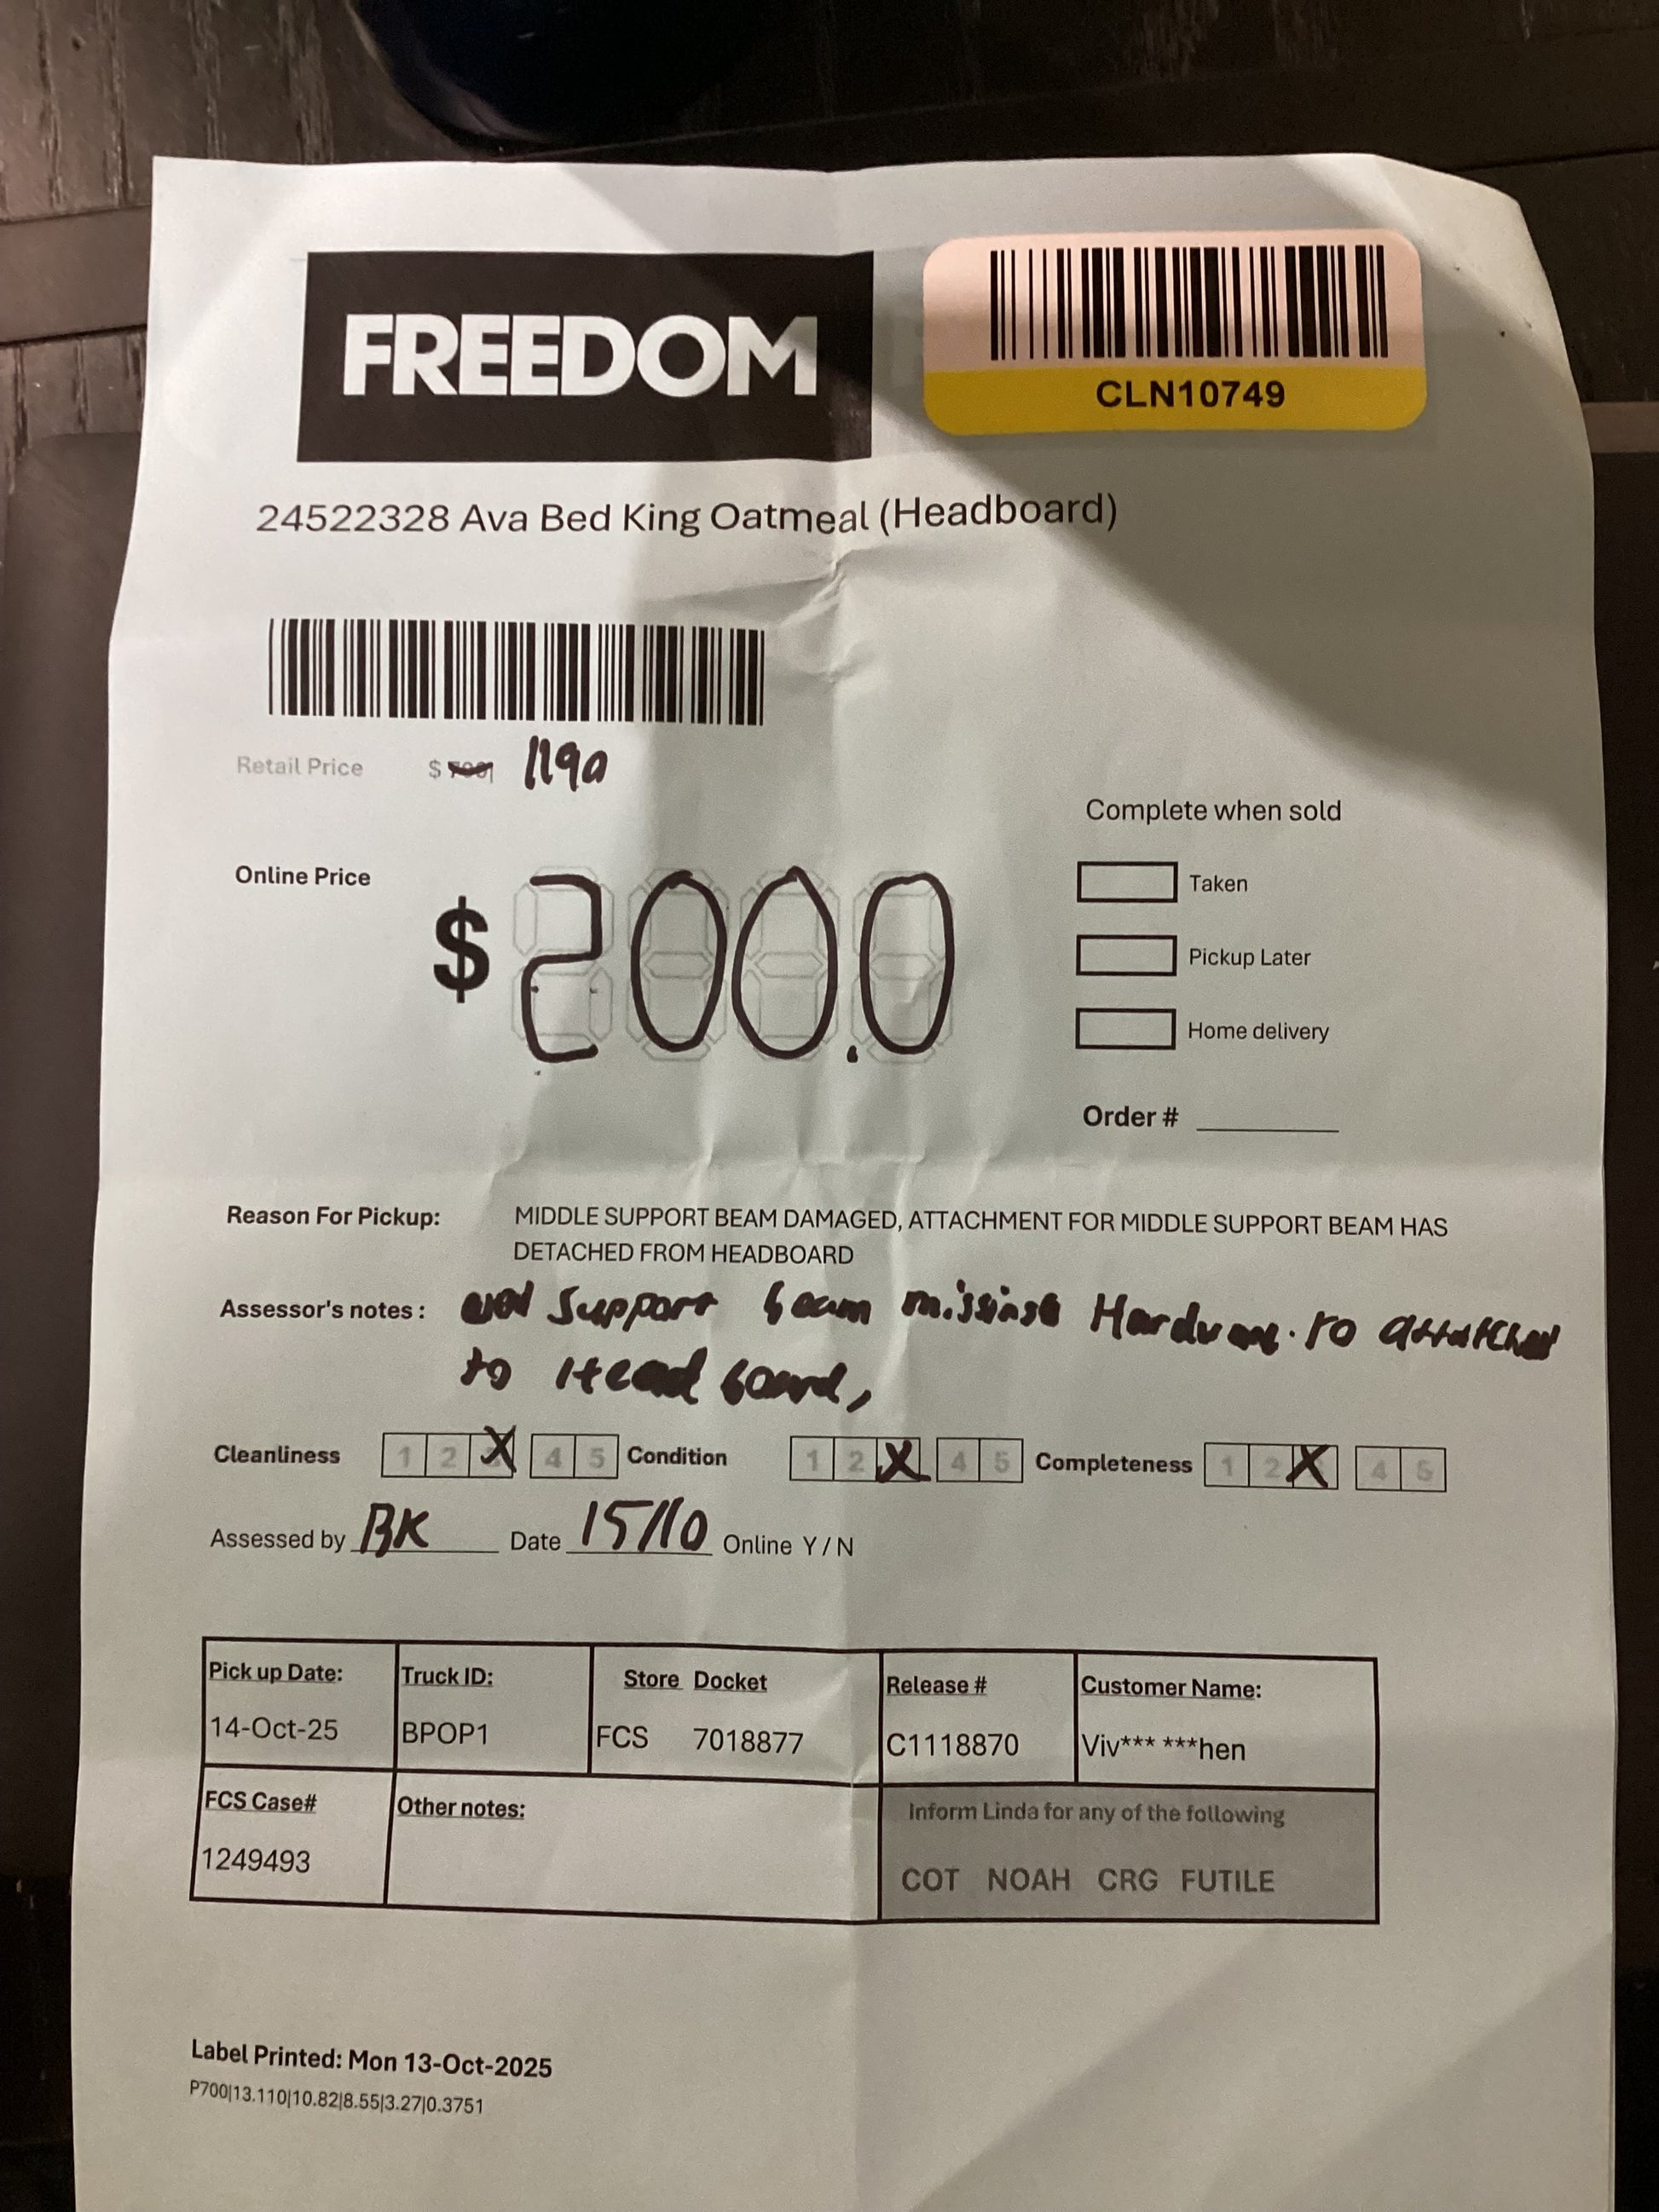 FREEDOM
CLN10749
24522328 Ava Bed King Oatmeal (Headboard)
Retail Price $ 1190
Online Price $ 200.0
Complete when sold
Taken
Pickup Later
Home delivery
Order #
Reason For Pickup: MIDDLE SUPPORT BEAM DAMAGED, ATTACHMENT FOR MIDDLE SUPPORT BEAM HAS
DETACHED FROM HEADBOARD
Assessor's notes: Support beam missing Hardware. to
to Head board,
Cleanliness 1 2 X 4 5 Condition 1 2 X 4 5 Completeness 1 2 X 4 5
Assessed by BK Date 15/10 Online Y / N
Pick up Date: Truck ID: Store Docket Release # Customer Name:
14-Oct-25 BPOP1 FCS 7018877 C1118870 Viv*** ***hen
FCS Case# Other notes: Inform Linda for any of the following
1249493 COT NOAH CRG FUTILE
Label Printed: Mon 13-Oct-2025
P700|13.110|10.82|8.55|3.27|0.3751